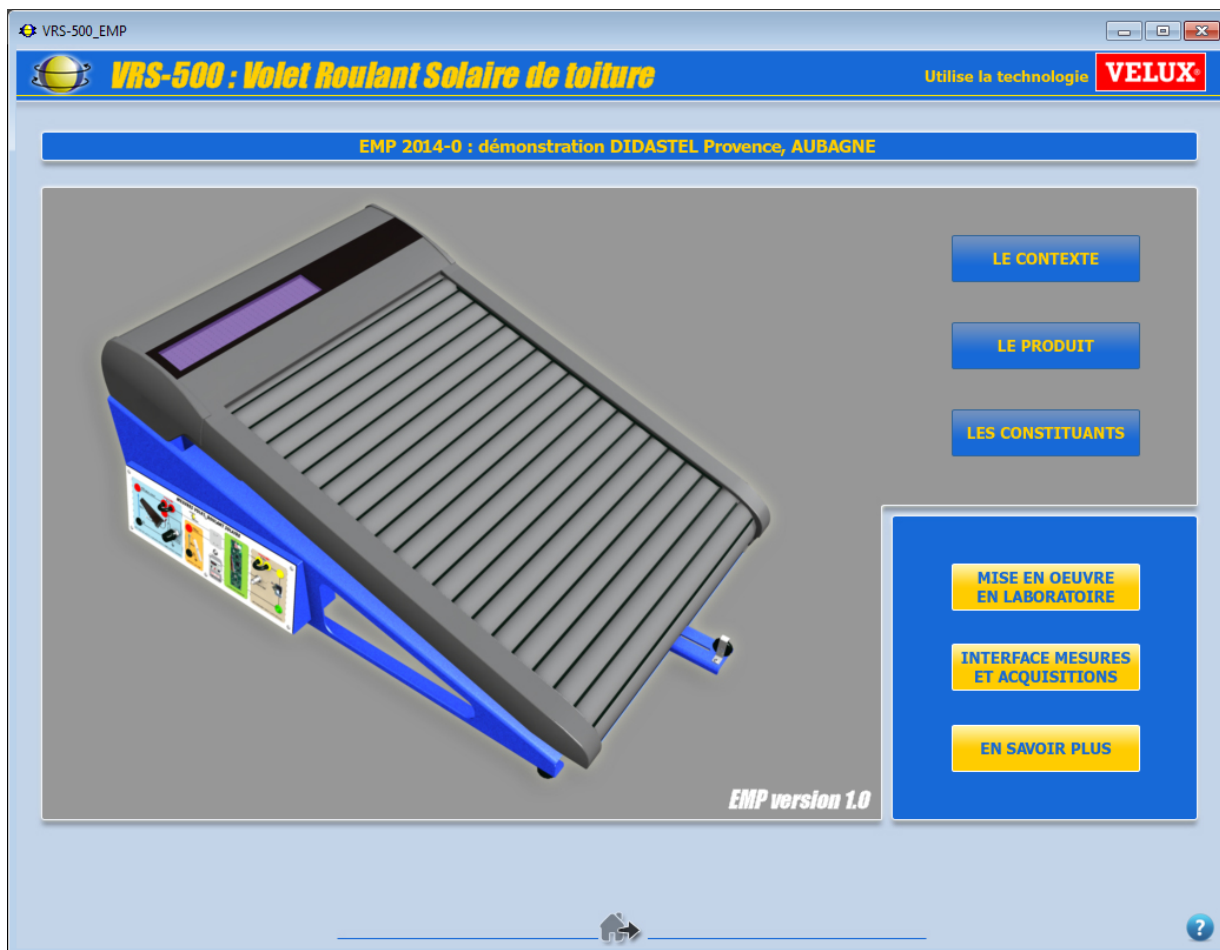 VRS-500_EMP
VRS-500 : Volet Roulant Solaire de toiture
Utilise la technologie VELUX®
EMP 2014-0 : démonstration DIDASTEL Provence, AUBAGNE
LE CONTEXTE
LE PRODUIT
LES CONSTITUANTS
MISE EN OEUVRE
EN LABORATOIRE
INTERFACE MESURES
ET ACQUISITIONS
EN SAVOIR PLUS
EMP version 1.0
?